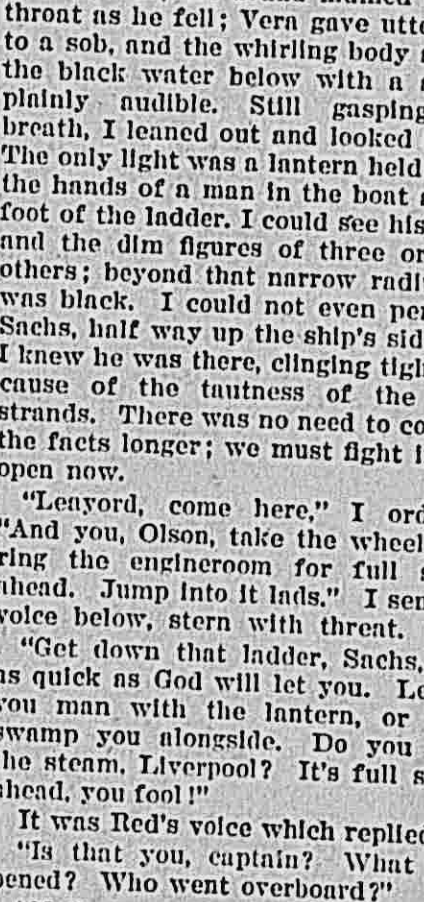 throat as he fell; Vera gave utte
to a sob, and the whirling body
the black water below with a
plainly audible. Still gasping
breath, I leaned out and looked
The only light was a lantern held
the hands of a man in the boat
foot of the ladder. I could see his
and the dim figures of three or
others; beyond that narrow radi
was black. I could not even per
Sachs, half way up the ship's sid
I knew he was there, clinging tigh
cause of the tautness of the
strands. There was no need to co
the facts longer; we must fight i
open now.
"Leayord, come here," I ord
"And you, Olson, take the wheel
ring the engineroom for full s
ahead. Jump into it lads." I sen
voice below, stern with threat.
"Get down that ladder, Sachs,
as quick as God will let you. Le
you man with the lantern, or
swamp you alongside. Do you
he steam, Liverpool? It's full s
ahead, you fool!"
It was Red's voice which replied
"Is that you, captain? What
pened? Who went overboard?"